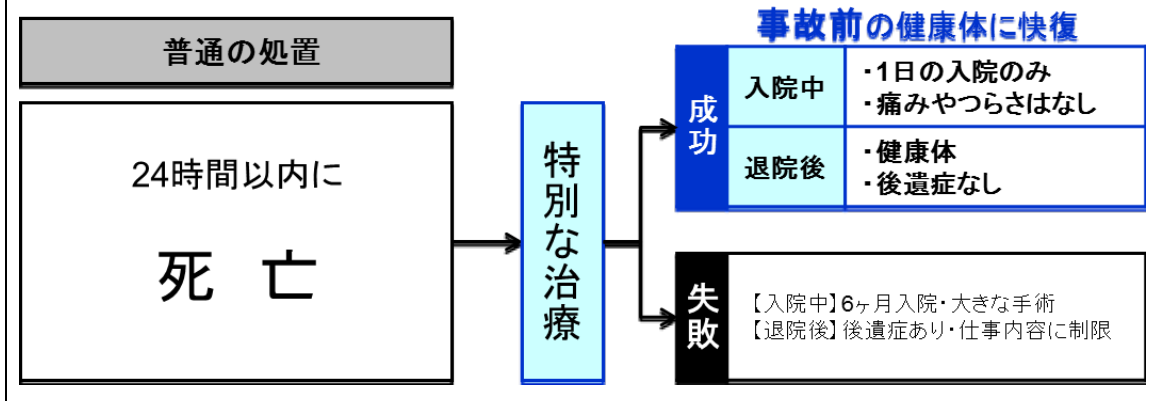 事故前の健康体に快復
普通の処置
24時間以内に
死 亡
特別な治療
成功
入院中
・1日の入院のみ
・痛みやつらさはなし
退院後
・健康体
・後遺症なし
失敗
【入院中】6ヶ月入院・大きな手術
【退院後】後遺症あり・仕事内容に制限